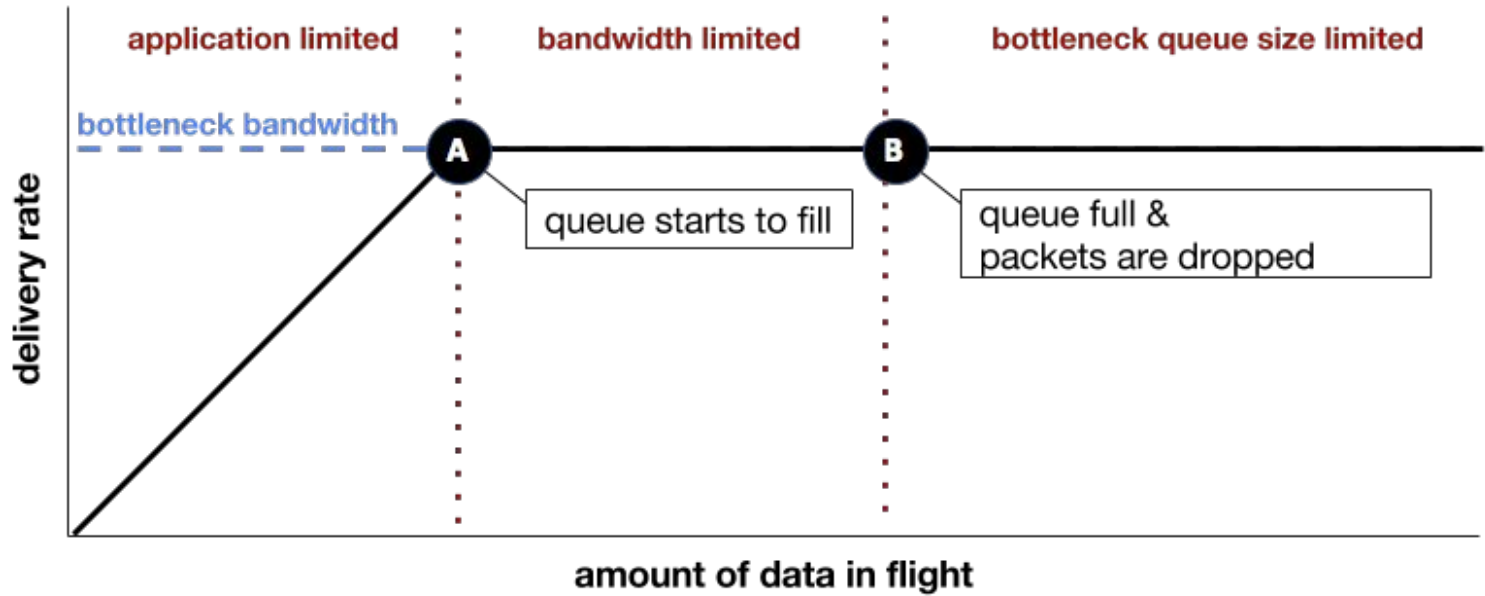 application limited
bandwidth limited
bottleneck queue size limited
bottleneck bandwidth
A
B
queue starts to fill
queue full &
packets are dropped
delivery rate
amount of data in flight